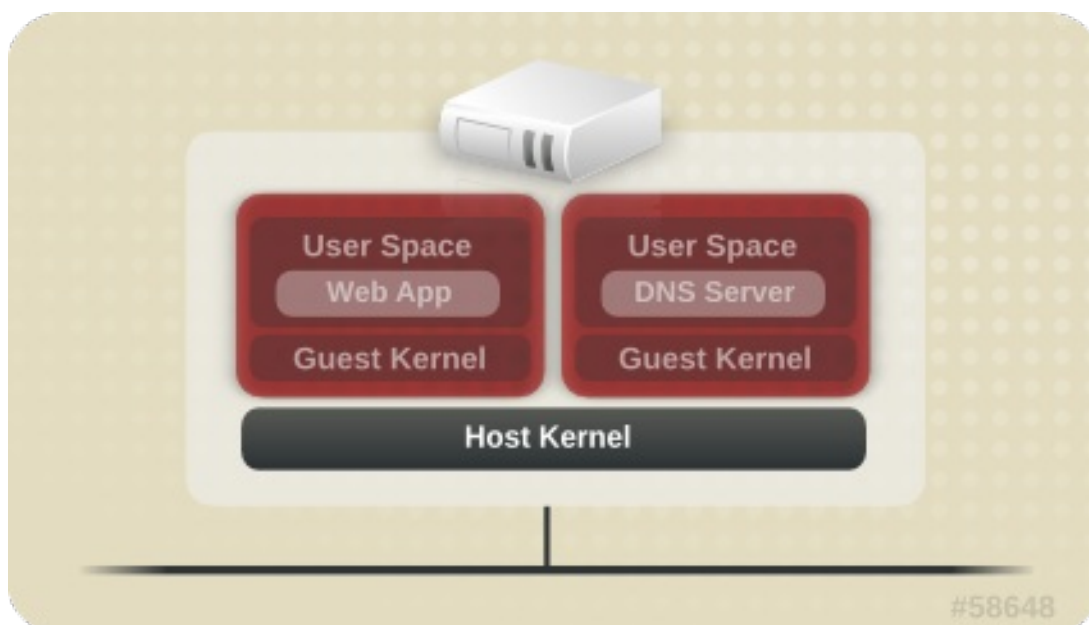 User Space
Web App
Guest Kernel
User Space
DNS Server
Guest Kernel
Host Kernel
#58648